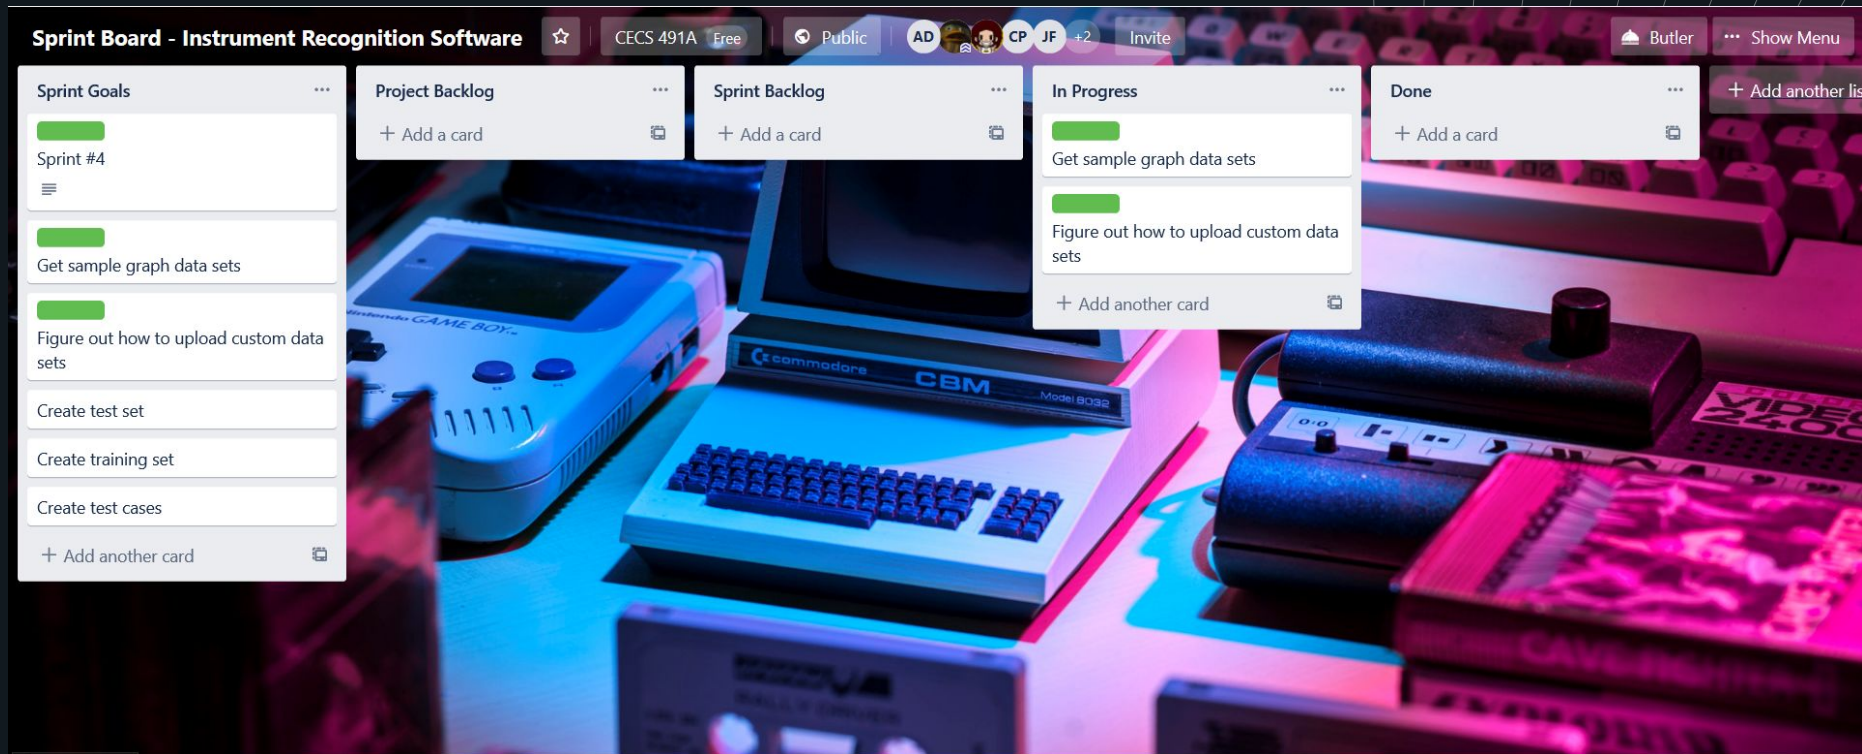 Sprint Board - Instrument Recognition Software
CECS 491A Free
Public
AD
CP
JF
+2
Invite
Butler
··· Show Menu
Sprint Goals
Sprint #4
Get sample graph data sets
Figure out how to upload custom data
sets
Create test set
Create training set
Create test cases
+ Add another card
Project Backlog
+ Add a card
Sprint Backlog
+ Add a card
In Progress
Get sample graph data sets
Figure out how to upload custom data
sets
+ Add another card
Done
+ Add a card
+ Add another lis
Nintendo GAME BOY
commodore
CBM
Model 8032
VIDEO
2400